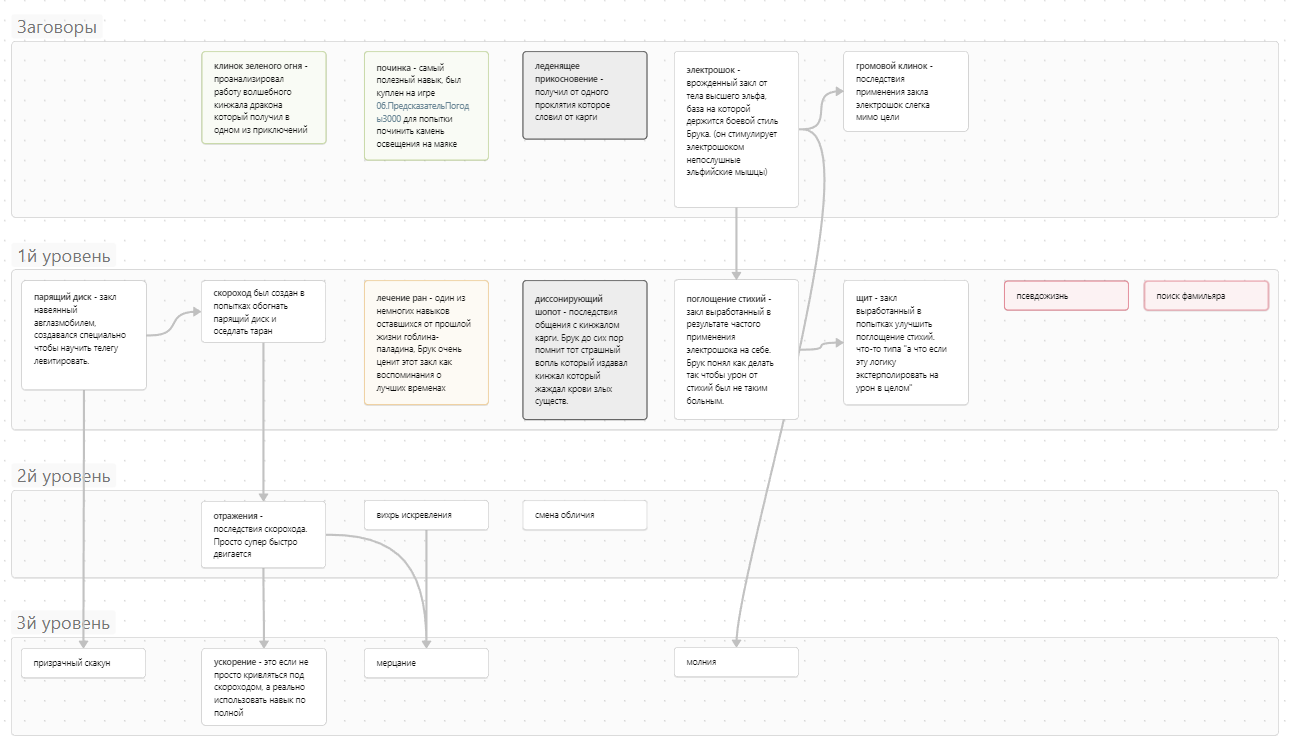 Заговоры
клинок зеленого огня -
проанализировал
работу волшебного
кинжала дракона
который получил в
одном из приключений
починка - самый
полезный навык, был
куплен на игре
06.ПредсказательПогод
ы3000 для попытки
починить камень
освещения на маяке
леденящее
прикосновение -
получил от одного
проклятия которое
словил от карги
электрошок -
врожденный закл от
тела высшего эльфа,
база на которой
держится боевой стиль
Брука. (он стимулирует
электрошоком
непослушные
эльфийские мышцы)
громовой клинок -
последствия
применения закла
электрошок слегка
мимо цели
1й уровень
парящий диск - закл
навеянный
авглазмобилем,
создавался специально
чтобы научить телегу
левитировать.
скороход был создан в
попытках обогнать
парящий диск и
оседлать таран
лечение ран - один из
немногих навыков
оставшихся от прошлой
жизни гоблина-
паладина, Брук очень
ценит этот закл как
воспоминания о
лучших временах
диссонирующий
шопот - последствия
общения с кинжалом
карги. Брук до сих пор
помнит тот страшный
вопль который издавал
кинжал который
жаждал крови злых
существ.
поглощение стихий -
закл выработанный в
результате частого
применения
электрошока на себе.
Брук понял как делать
так чтобы урон от
стихий был не таким
больным.
щит - закл
выработанный в
попытках улучшить
поглощение стихий.
что-то типа "а что если
эту логику
экстерполировать на
урон в целом"
псевдожизнь
поиск фамильяра
2й уровень
отражения -
последствия скорохода.
Просто супер быстро
двигается
вихрь искревления
смена обличия
3й уровень
призрачный скакун
ускорение - это если не
просто кривляться под
скороходом, а реально
использовать навык по
полной
мерцание
молния